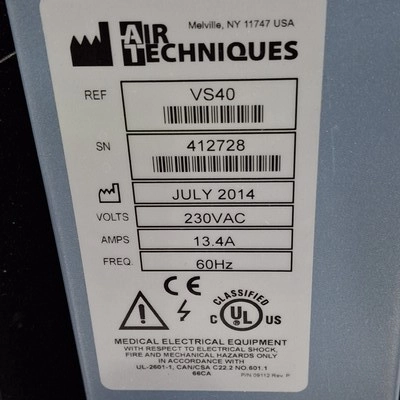 Melville, NY 11747 USA
AIR
TECHNIQUES
REF VS40
SN 412728
JULY 2014
VOLTS 230VAC
AMPS 13.4A
FREQ. 60Hz
CE
CLASSIFIED
C UL US
MEDICAL ELECTRICAL EQUIPMENT
WITH RESPECT TO ELECTRICAL SHOCK,
FIRE AND MECHANICAL HAZARDS ONLY
IN ACCORDANCE WITH
UL-2601-1, CAN/CSA C22.2 NO.601.1
66CA
P/N 09112 Rev. P